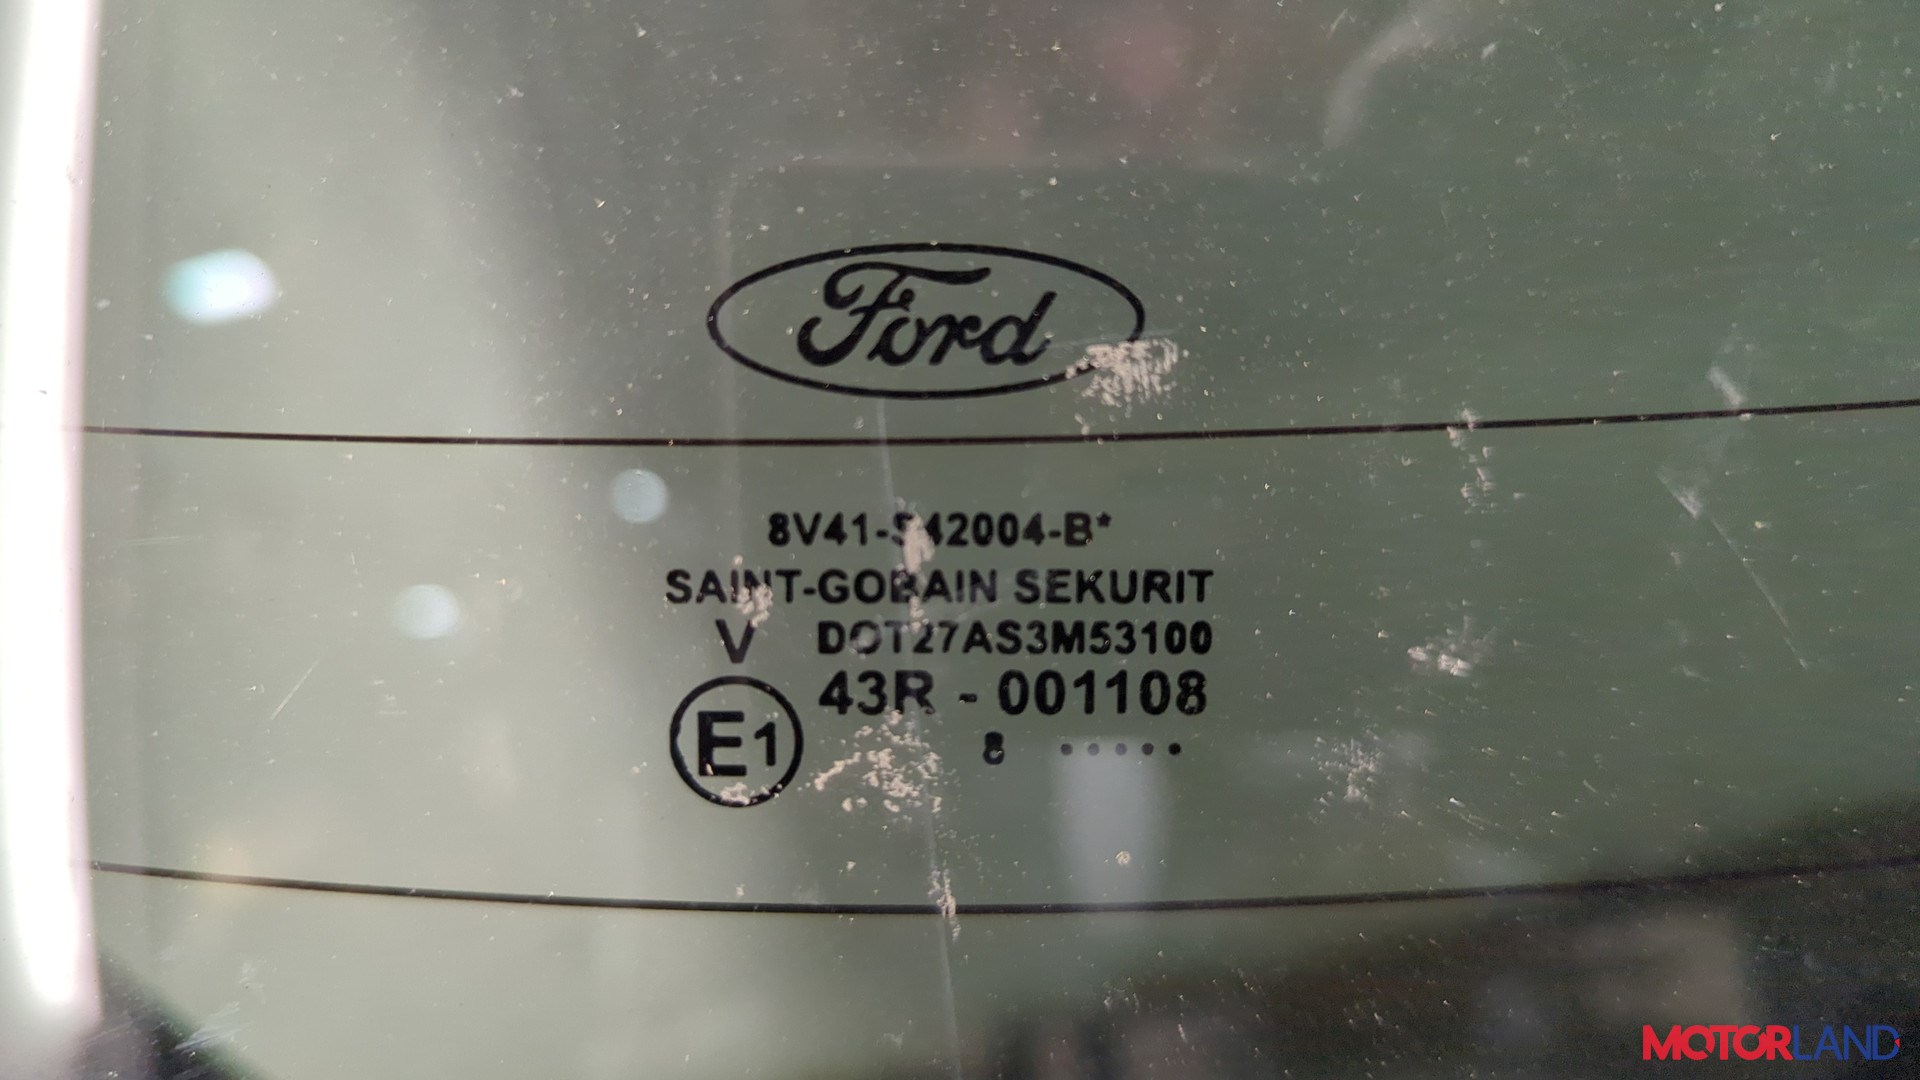 Ford
8V41-S42004-B*
SAINT-GOBAIN SEKURIT
V DOT27AS3M53100
43R - 001108
E1
8 .....
MOTORLAND